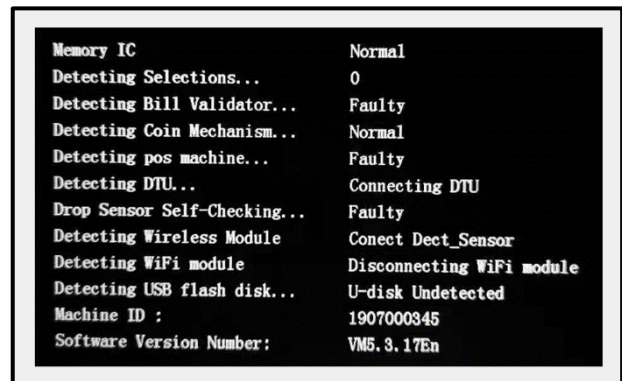 Memory IC Normal
Detecting Selections... 0
Detecting Bill Validator... Faulty
Detecting Coin Mechanism... Normal
Detecting pos machine... Faulty
Detecting DTU... Connecting DTU
Drop Sensor Self-Checking... Faulty
Detecting Wireless Module Conect Dect_Sensor
Detecting WiFi module Disconnecting WiFi module
Detecting USB flash disk... U-disk Undetected
Machine ID : 1907000345
Software Version Number: VM5.3.17En